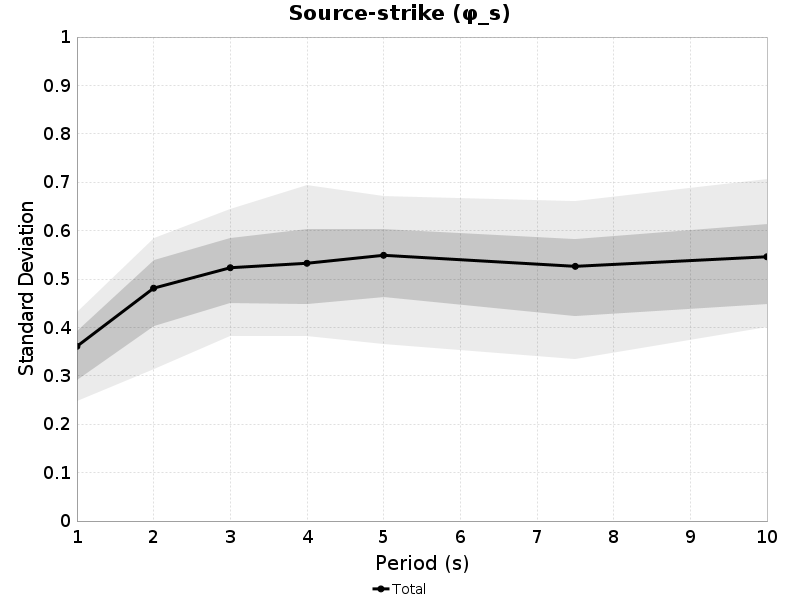 Source-strike (φ_s)
1
0.9
0.8
0.7
0.6
0.5
0.4
0.3
0.2
0.1
0
Standard Deviation
1 2 3 4 5 6 7 8 9 10
Period (s)
Total